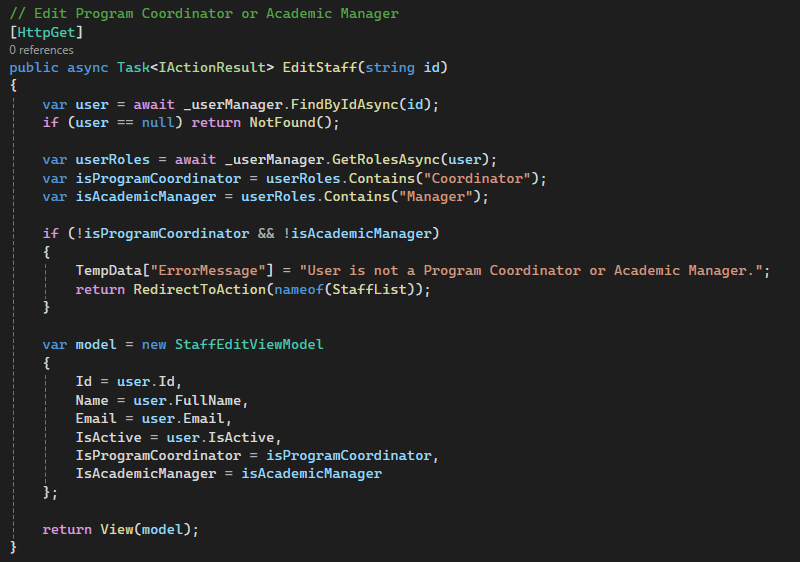 // Edit Program Coordinator or Academic Manager
[HttpGet]
0 references
public async Task<IActionResult> EditStaff(string id)
{
    var user = await _userManager.FindByIdAsync(id);
    if (user == null) return NotFound();

    var userRoles = await _userManager.GetRolesAsync(user);
    var isProgramCoordinator = userRoles.Contains("Coordinator");
    var isAcademicManager = userRoles.Contains("Manager");

    if (!isProgramCoordinator && !isAcademicManager)
    {
        TempData["ErrorMessage"] = "User is not a Program Coordinator or Academic Manager.";
        return RedirectToAction(nameof(StaffList));
    }

    var model = new StaffEditViewModel
    {
        Id = user.Id,
        Name = user.FullName,
        Email = user.Email,
        IsActive = user.IsActive,
        IsProgramCoordinator = isProgramCoordinator,
        IsAcademicManager = isAcademicManager
    };

    return View(model);
}